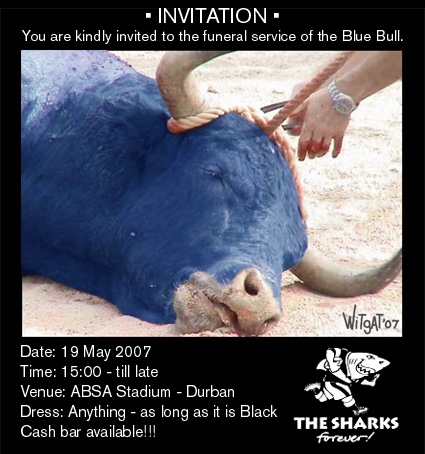 ▪ INVITATION ▪
You are kindly invited to the funeral service of the Blue Bull.
WiTgAT'07
Date: 19 May 2007
Time: 15:00 - till late
Venue: ABSA Stadium - Durban
Dress: Anything - as long as it is Black
Cash bar available!!!
THE SHARKS
forever!